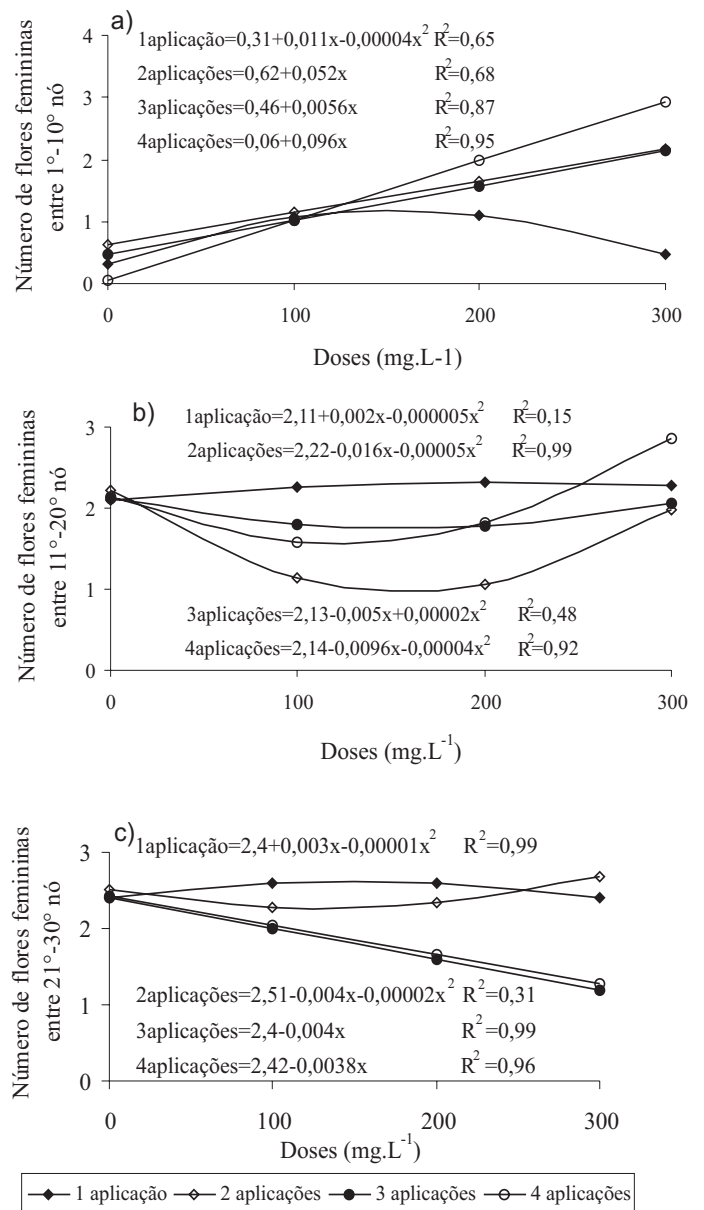 a)
1aplicação=0,31+0,011x-0,00004x² R²=0,65
2aplicações=0,62+0,052x R²=0,68
3aplicações=0,46+0,0056x R²=0,87
4aplicações=0,06+0,096x R²=0,95
Número de flores femininas
entre 1°-10° nó
4
3
2
1
0
0 100 200 300
Doses (mg.L-1)
b)
1aplicação=2,11+0,002x-0,000005x² R²=0,15
2aplicações=2,22-0,016x-0,00005x² R²=0,99
Número de flores femininas
entre 11°-20° nó
3
2
1
0
3aplicações=2,13-0,005x+0,00002x² R²=0,48
4aplicações=2,14-0,0096x-0,00004x² R²=0,92
0 100 200 300
Doses (mg.L⁻¹)
c)
1aplicação=2,4+0,003x-0,00001x² R²=0,99
Número de flores femininas
entre 21°-30° nó
3
2
1
0
2aplicações=2,51-0,004x-0,00002x² R²=0,31
3aplicações=2,4-0,004x R²=0,99
4aplicações=2,42-0,0038x R²=0,96
0 100 200 300
Doses (mg.L⁻¹)
1 aplicação 2 aplicações 3 aplicações 4 aplicações